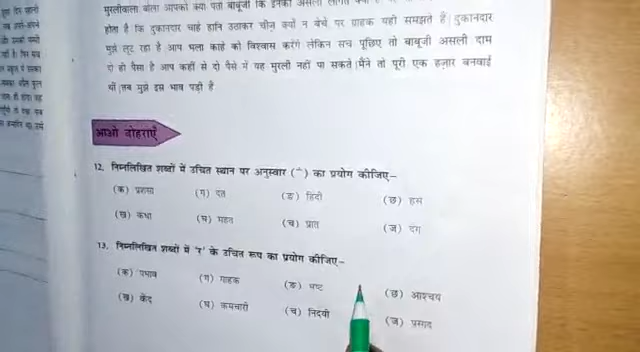 मुरलीवाला बोला आपको क्या पता बाबूजी कि इनकी असली लागत
होता है कि दुकानदार चाहे हानि उठाकर चीज़ क्यों न बेचे पर ग्राहक यही समझते हैं दुकानदार
मुझे लूट रहा है आप भला काहे को विश्वास करेंगे लेकिन सच पूछिए तो बाबूजी असली दाम
दो ही पैसा है आप कहीं से दो पैसे में यह मुरली नहीं पा सकते मैंने तो पूरी एक हज़ार बनवाई
थीं तब मुझे इस भाव पड़ी हैं
आओ दोहराएँ
12. निम्नलिखित शब्दों में उचित स्थान पर अनुस्वार ( ं ) का प्रयोग कीजिए–
(क) प्रशसा (ग) दत (ङ) हिदी (छ) हस
(ख) कधा (घ) महत (च) प्रात (ज) दग
13. निम्नलिखित शब्दों में 'र' के उचित रूप का प्रयोग कीजिए–
(क) पभाव (ग) गाहक (ङ) भष्ट (छ) आश्चय
(ख) केंद (घ) कमचारी (च) निदयी (ज) पसाद